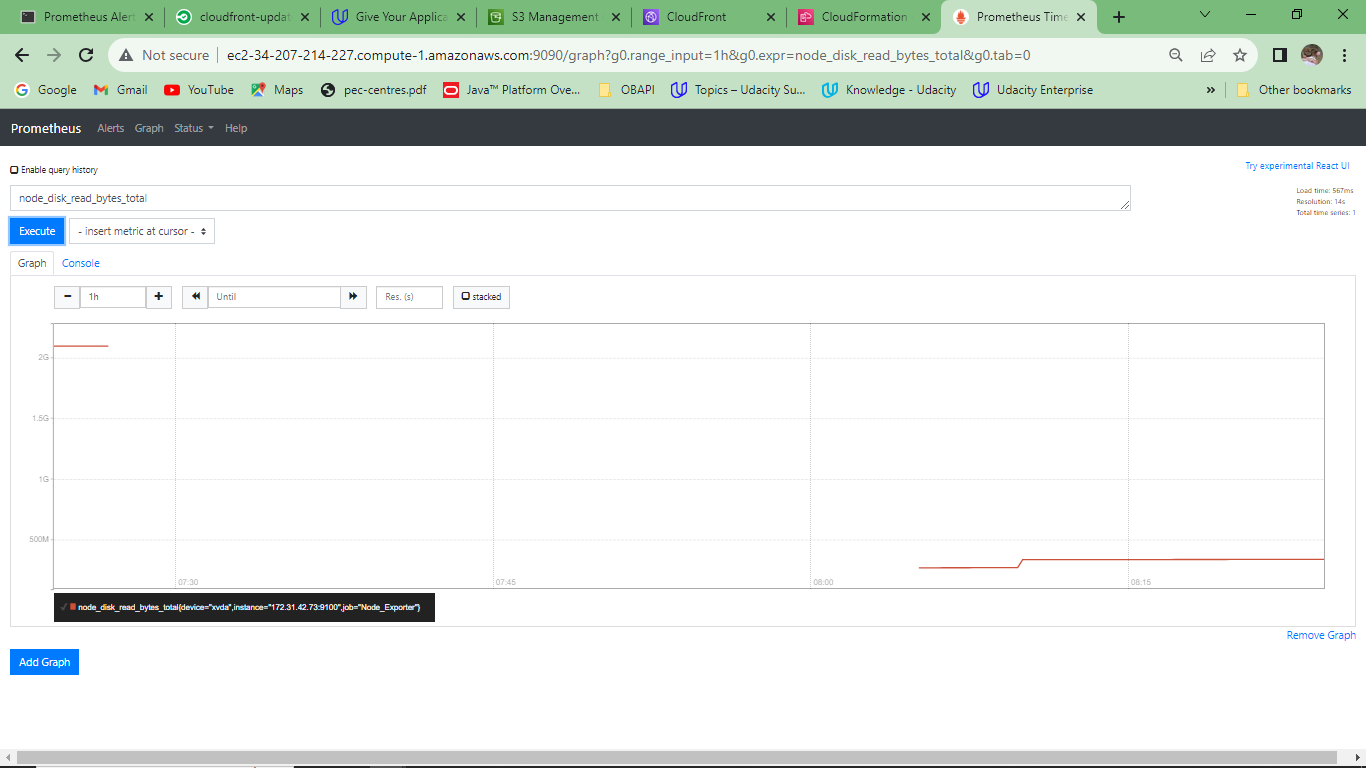 Prometheus Alert
cloudfront-updat
Give Your Applica
S3 Management
CloudFront
CloudFormation
Prometheus Time
Not secure
ec2-34-207-214-227.compute-1.amazonaws.com:9090/graph?g0.range_input=1h&g0.expr=node_disk_read_bytes_total&g0.tab=0
Google
Gmail
YouTube
Maps
pec-centres.pdf
Java™ Platform Ove...
OBAPI
Topics – Udacity Su...
Knowledge - Udacity
Udacity Enterprise
»
Other bookmarks
Prometheus
Alerts
Graph
Status
Help
Enable query history
Try experimental React UI
node_disk_read_bytes_total
Load time: 567ms
Resolution: 14s
Total time series: 1
Execute
- insert metric at cursor -
Graph
Console
1h
Until
Res. (s)
stacked
2G
1.5G
1G
500M
07:30
07:45
08:00
08:15
node_disk_read_bytes_total{device="xvda",instance="172.31.42.73:9100",job="Node_Exporter"}
Remove Graph
Add Graph